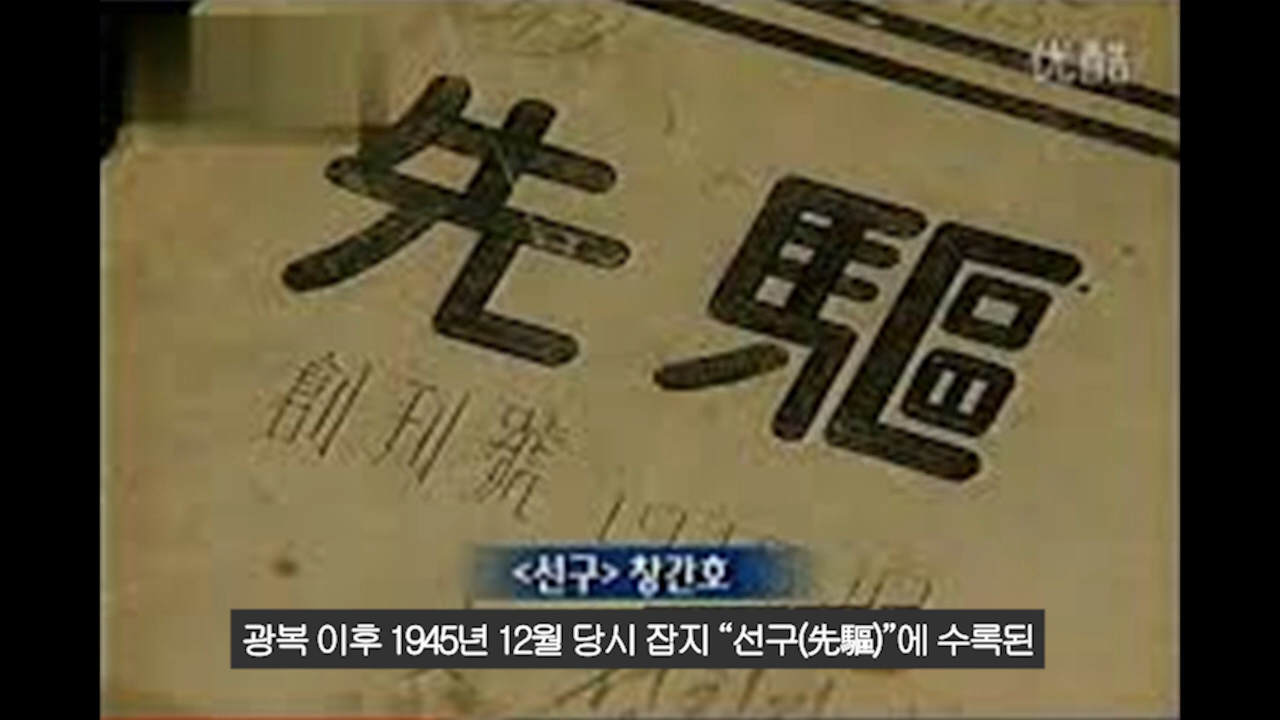 优酷
先驅
創刊號
<선구> 창간호
광복 이후 1945년 12월 당시 잡지 “선구(先驅)”에 수록된